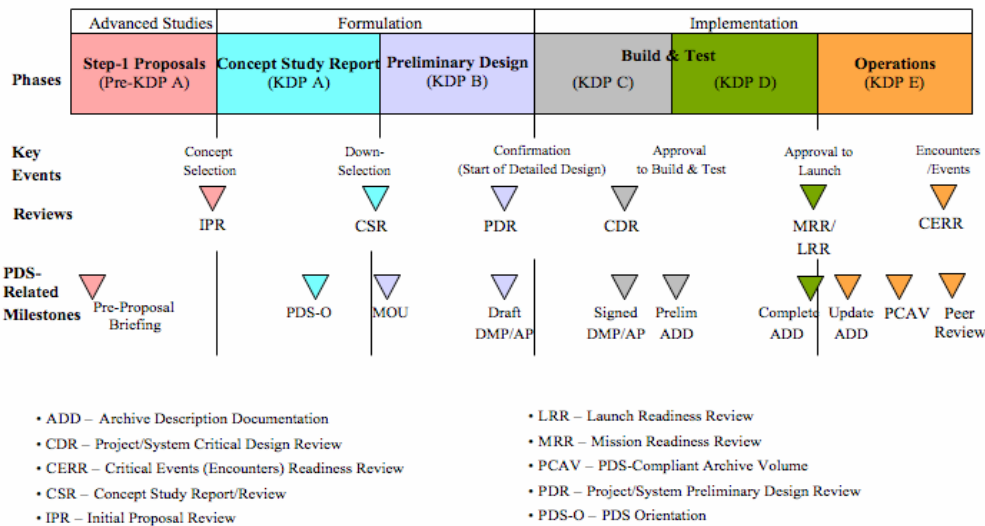 Advanced Studies Formulation Implementation
Phases
Step-1 Proposals
(Pre-KDP A)
Concept Study Report
(KDP A)
Preliminary Design
(KDP B)
Build & Test
(KDP C) (KDP D)
Operations
(KDP E)
Key
Events
Concept
Selection
Down-
Selection
Confirmation
(Start of Detailed Design)
Approval
to Build & Test
Approval to
Launch
Encounters
/Events
Reviews
IPR
CSR
PDR
CDR
MRR/
LRR
CERR
PDS-
Related
Milestones
Pre-Proposal
Briefing
PDS-O
MOU
Draft
DMP/AP
Signed
DMP/AP
Prelim
ADD
Complete
ADD
Update
ADD
PCAV
Peer
Review
• ADD – Archive Description Documentation
• CDR – Project/System Critical Design Review
• CERR – Critical Events (Encounters) Readiness Review
• CSR – Concept Study Report/Review
• IPR – Initial Proposal Review
• LRR – Launch Readiness Review
• MRR – Mission Readiness Review
• PCAV – PDS-Compliant Archive Volume
• PDR – Project/System Preliminary Design Review
• PDS-O – PDS Orientation